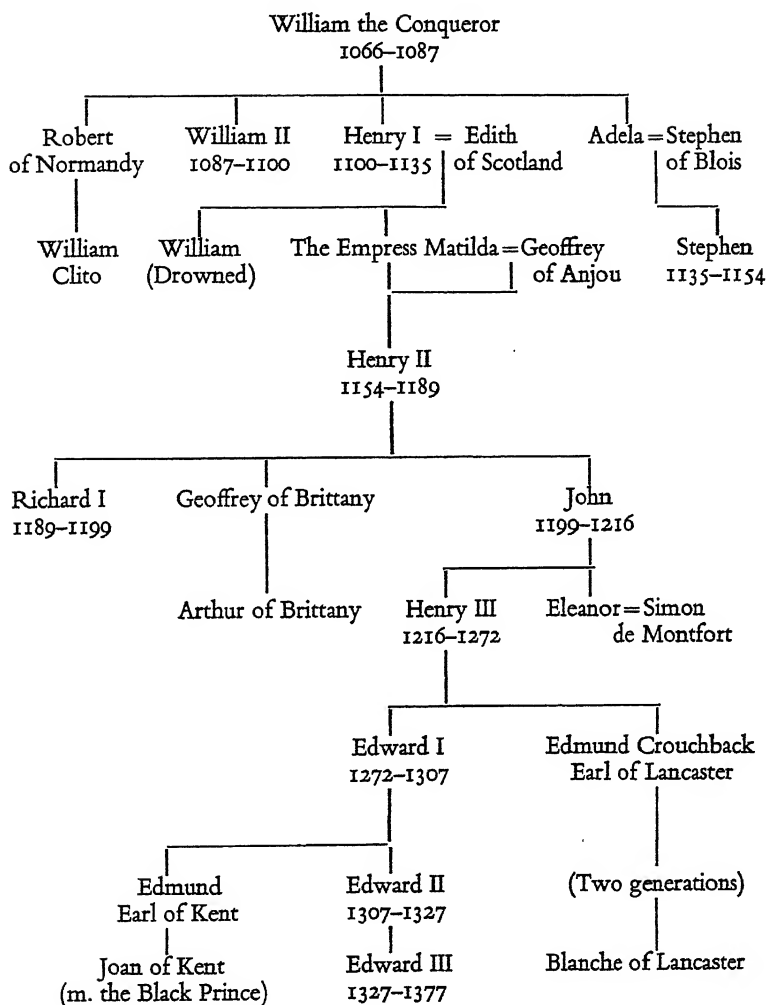 William the Conqueror
1066–1087
Robert of Normandy
William II
1087–1100
Henry I = Edith of Scotland
1100–1135
Adela = Stephen of Blois
William Clito
William (Drowned)
The Empress Matilda = Geoffrey of Anjou
Stephen
1135–1154
Henry II
1154–1189
Richard I
1189–1199
Geoffrey of Brittany
John
1199–1216
Arthur of Brittany
Henry III
1216–1272
Eleanor = Simon de Montfort
Edward I
1272–1307
Edmund Crouchback
Earl of Lancaster
Edmund
Earl of Kent
Edward II
1307–1327
(Two generations)
Joan of Kent
(m. the Black Prince)
Edward III
1327–1377
Blanche of Lancaster